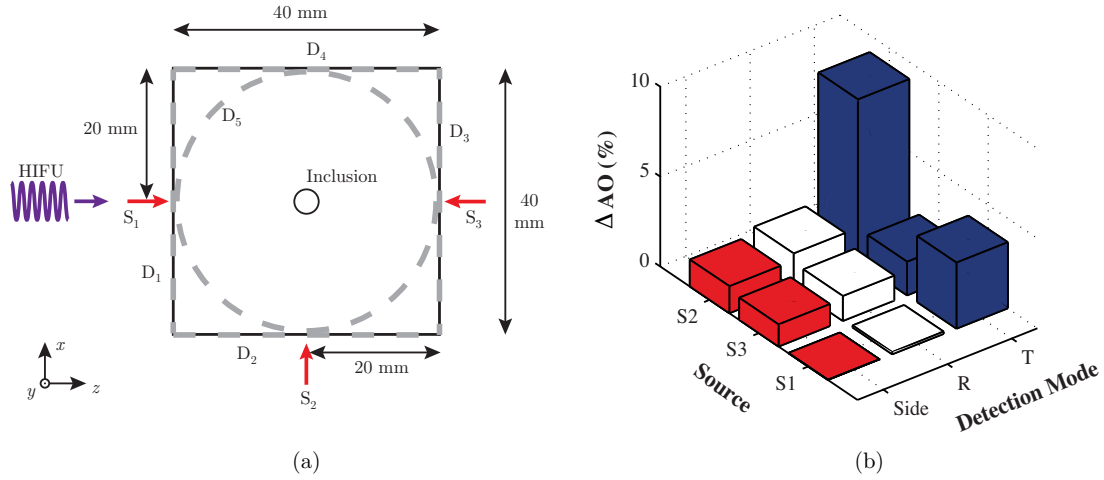 40 mm
D4
20 mm
D5
D3
HIFU
Inclusion
S1
S3
40
mm
D1
D2
20 mm
S2
x
y
z
(a)
10
5
0
Δ AO (%)
S2
S3
S1
Source
Side
R
T
Detection Mode
(b)